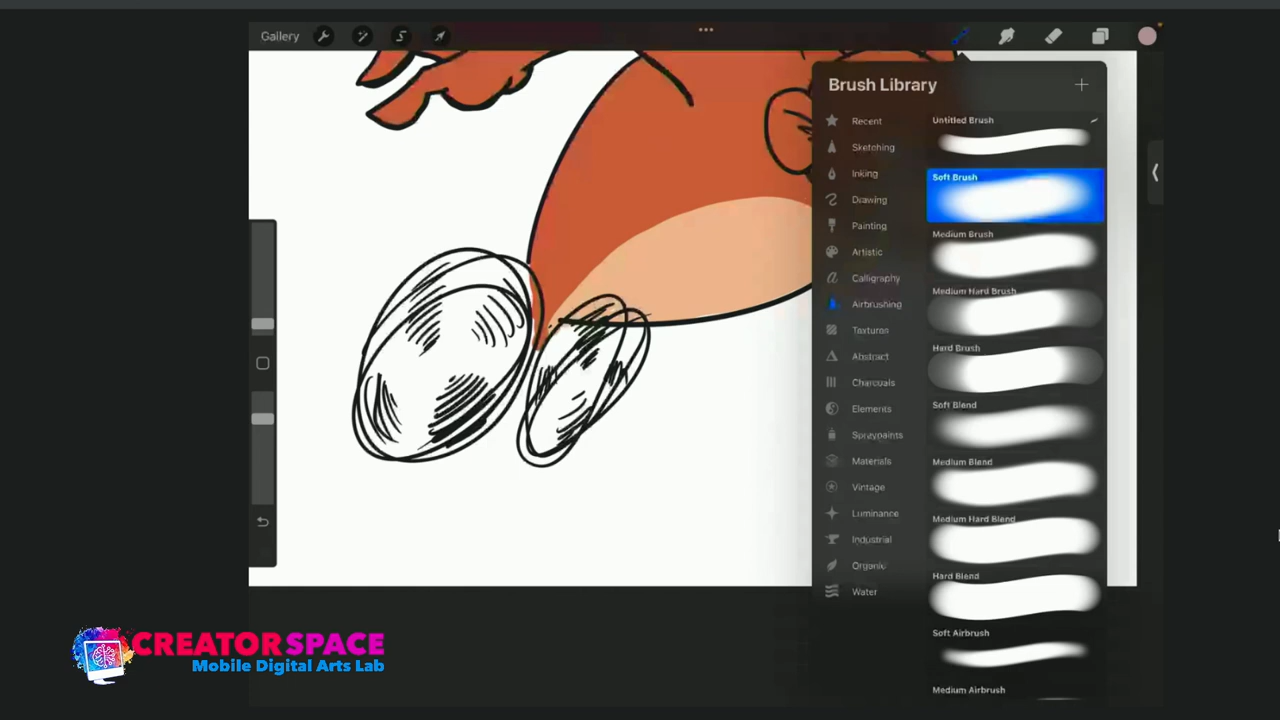 Gallery
Brush Library
Recent
Sketching
Inking
Drawing
Painting
Artistic
Calligraphy
Airbrushing
Textures
Abstract
Charcoals
Elements
Spraypaints
Materials
Vintage
Luminance
Industrial
Organic
Water
Untitled Brush
Soft Brush
Medium Brush
Medium Hard Brush
Hard Brush
Soft Blend
Medium Blend
Medium Hard Blend
Hard Blend
Soft Airbrush
Medium Airbrush
CREATORSPACE
Mobile Digital Arts Lab